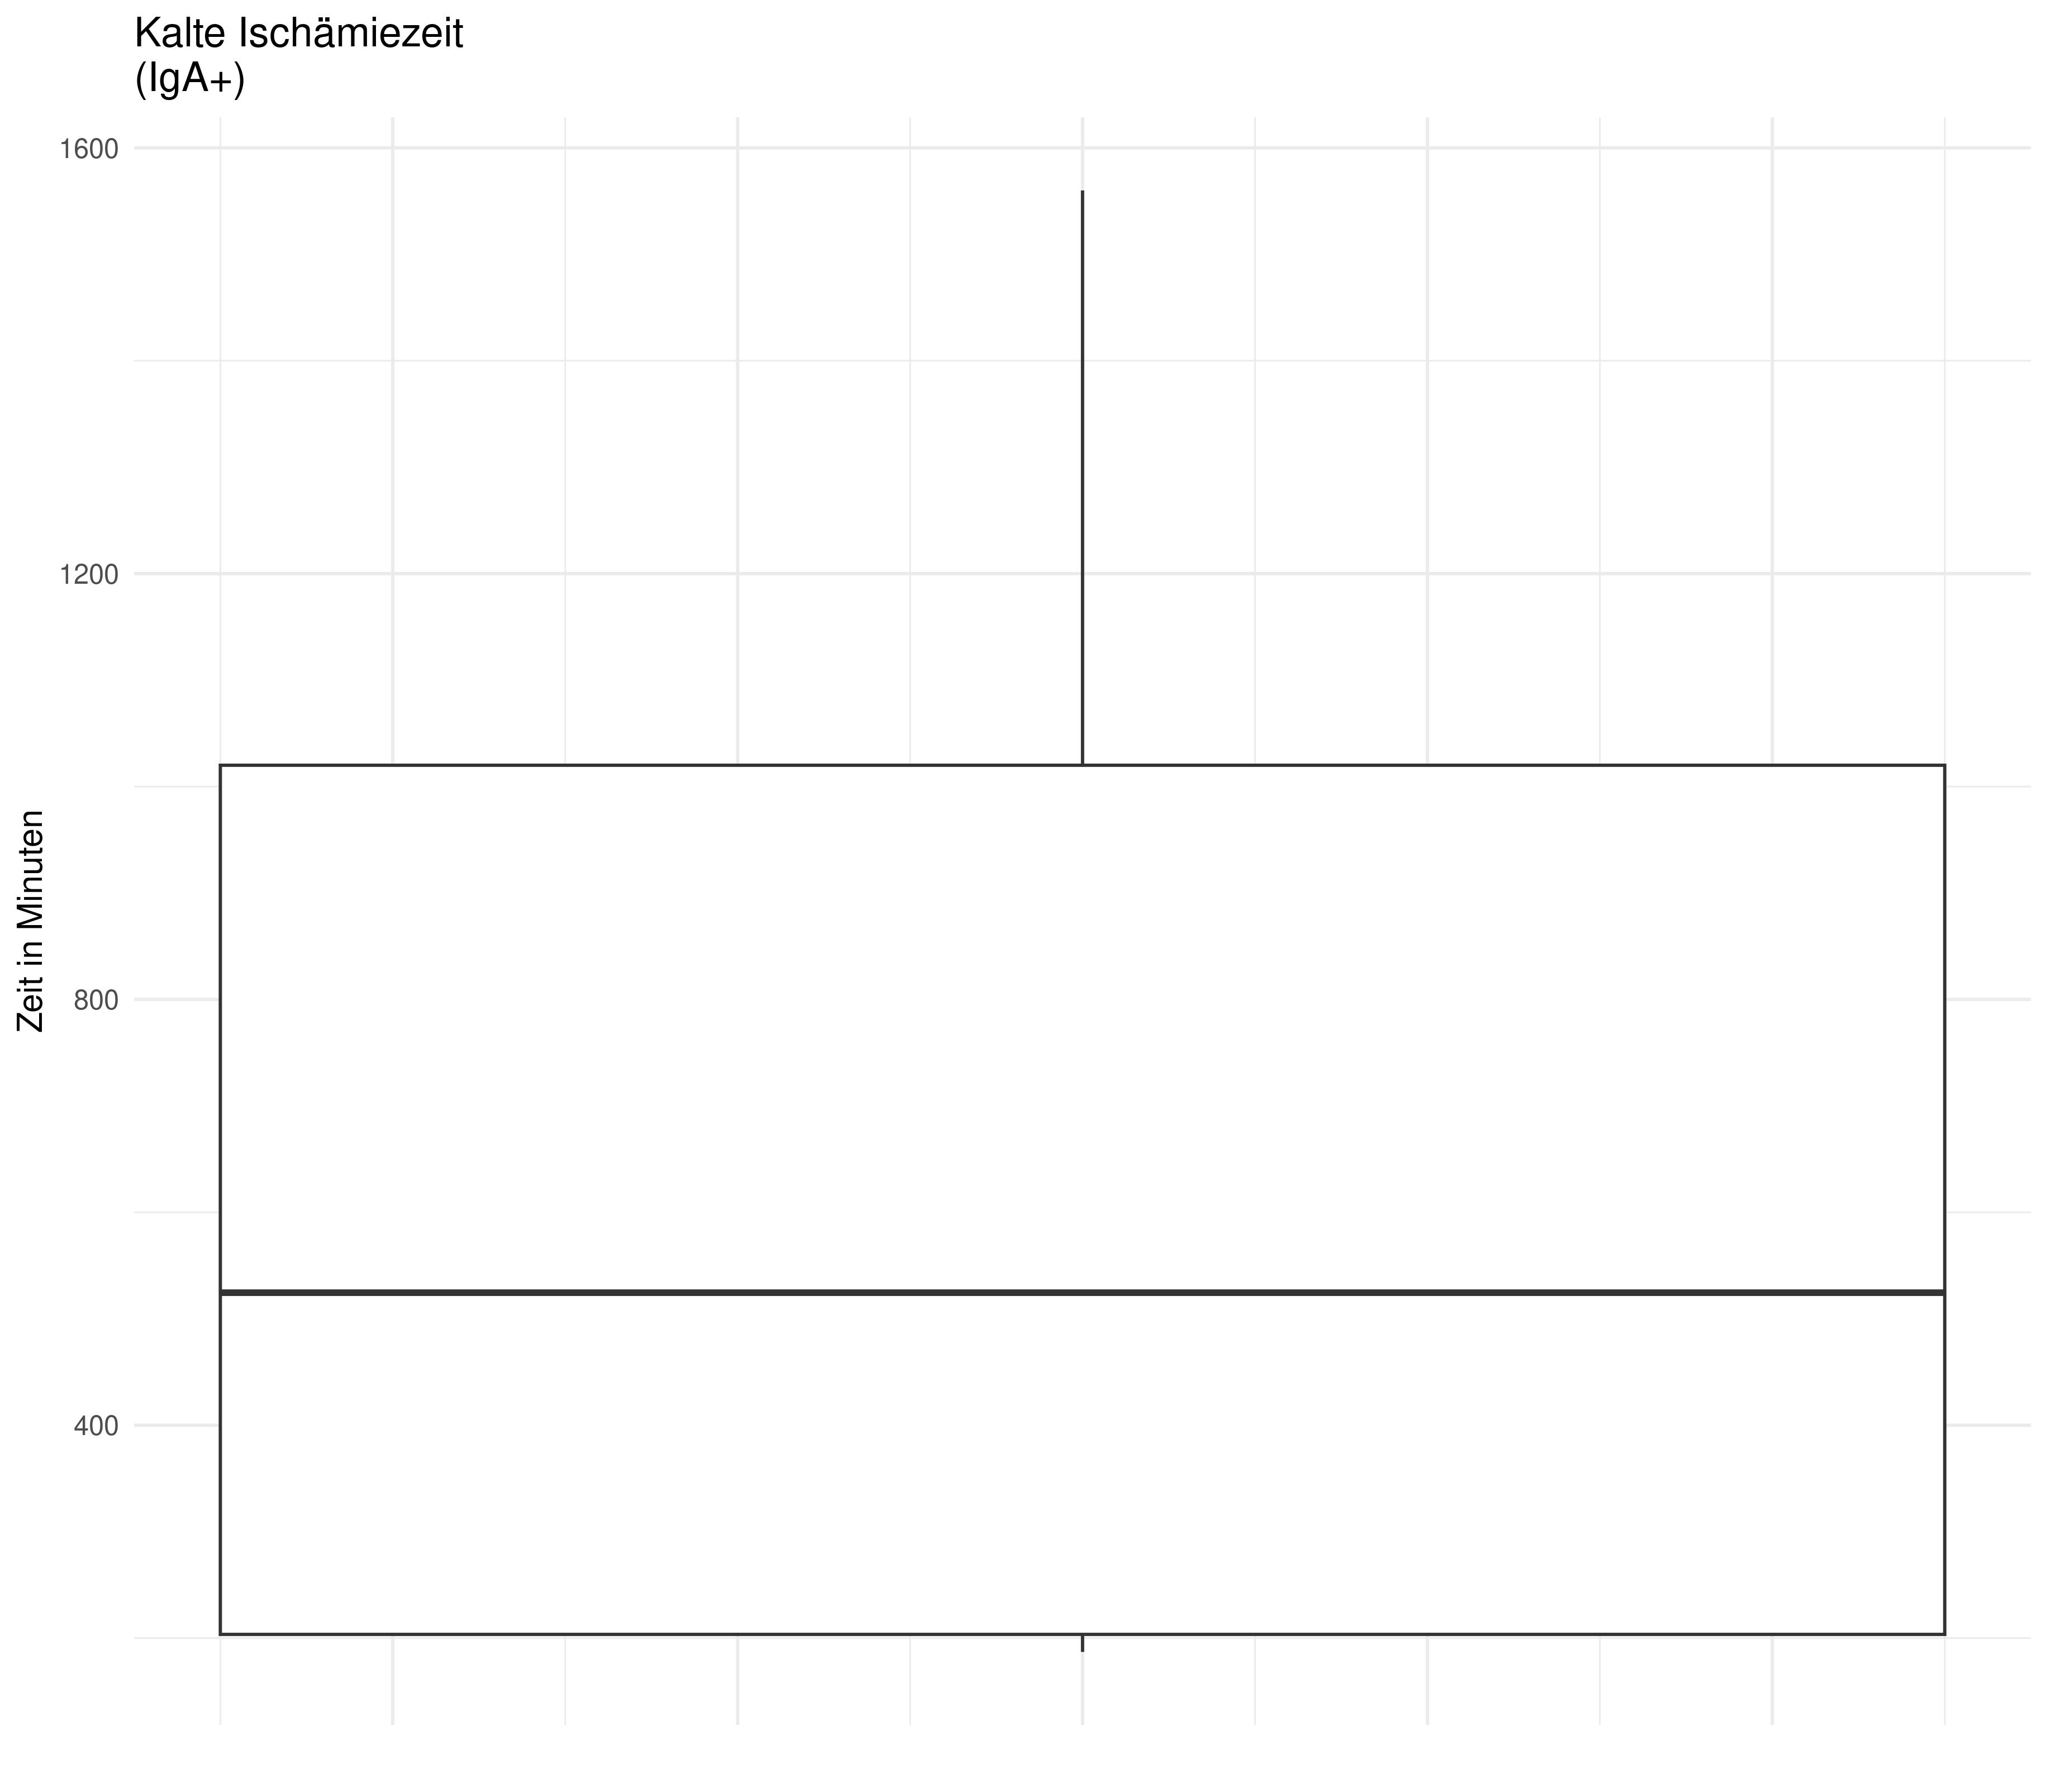 Kalte Ischämiezeit
(IgA+)
1600
1200
800
400
Zeit in Minuten